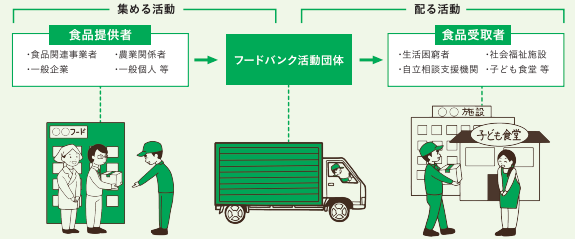 集める活動
配る活動
食品提供者
・食品関連事業者
・農業関係者
・一般企業
・一般個人 等
フードバンク活動団体
食品受取者
・生活困窮者
・社会福祉施設
・自立相談支援機関
・子ども食堂 等
〇〇フード
〇〇施設
子ども食堂